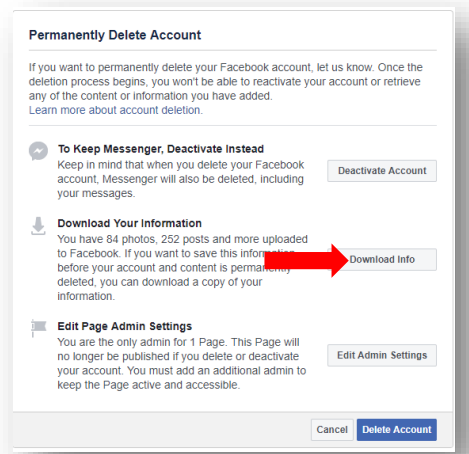 Permanently Delete Account
If you want to permanently delete your Facebook account, let us know. Once the
deletion process begins, you won't be able to reactivate your account or retrieve
any of the content or information you have added.
Learn more about account deletion.
To Keep Messenger, Deactivate Instead
Keep in mind that when you delete your Facebook
account, Messenger will also be deleted, including
your messages.
Deactivate Account
Download Your Information
You have 84 photos, 252 posts and more uploaded
to Facebook. If you want to save this information
before your account and content is permanently
deleted, you can download a copy of your
information.
Download Info
Edit Page Admin Settings
You are the only admin for 1 Page. This Page will
no longer be published if you delete or deactivate
your account. You must add an additional admin to
keep the Page active and accessible.
Edit Admin Settings
Cancel
Delete Account